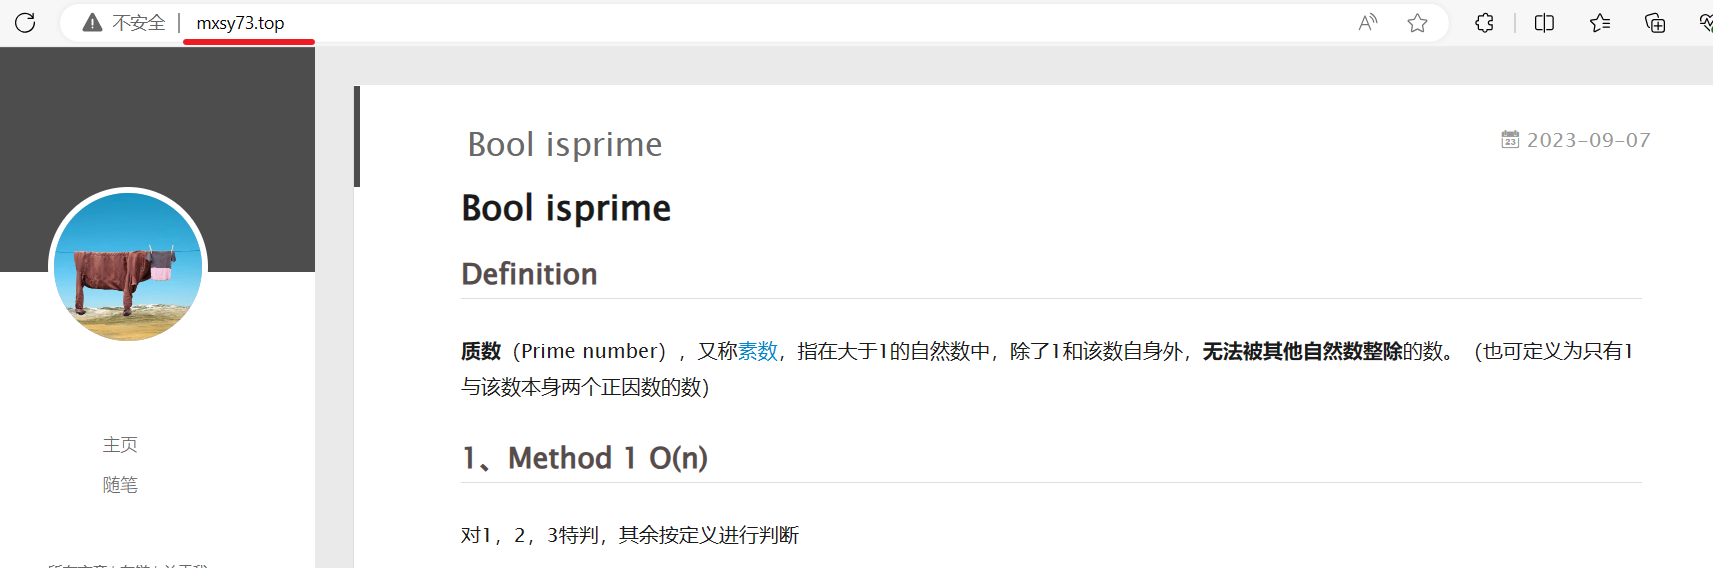 不安全 | mxsy73.top
Bool isprime
2023-09-07
Bool isprime
Definition
质数（Prime number），又称素数，指在大于1的自然数中，除了1和该数自身外，无法被其他自然数整除的数。（也可定义为只有1
与该数本身两个正因数的数）
1、Method 1 O(n)
对1，2，3特判，其余按定义进行判断
主页
随笔